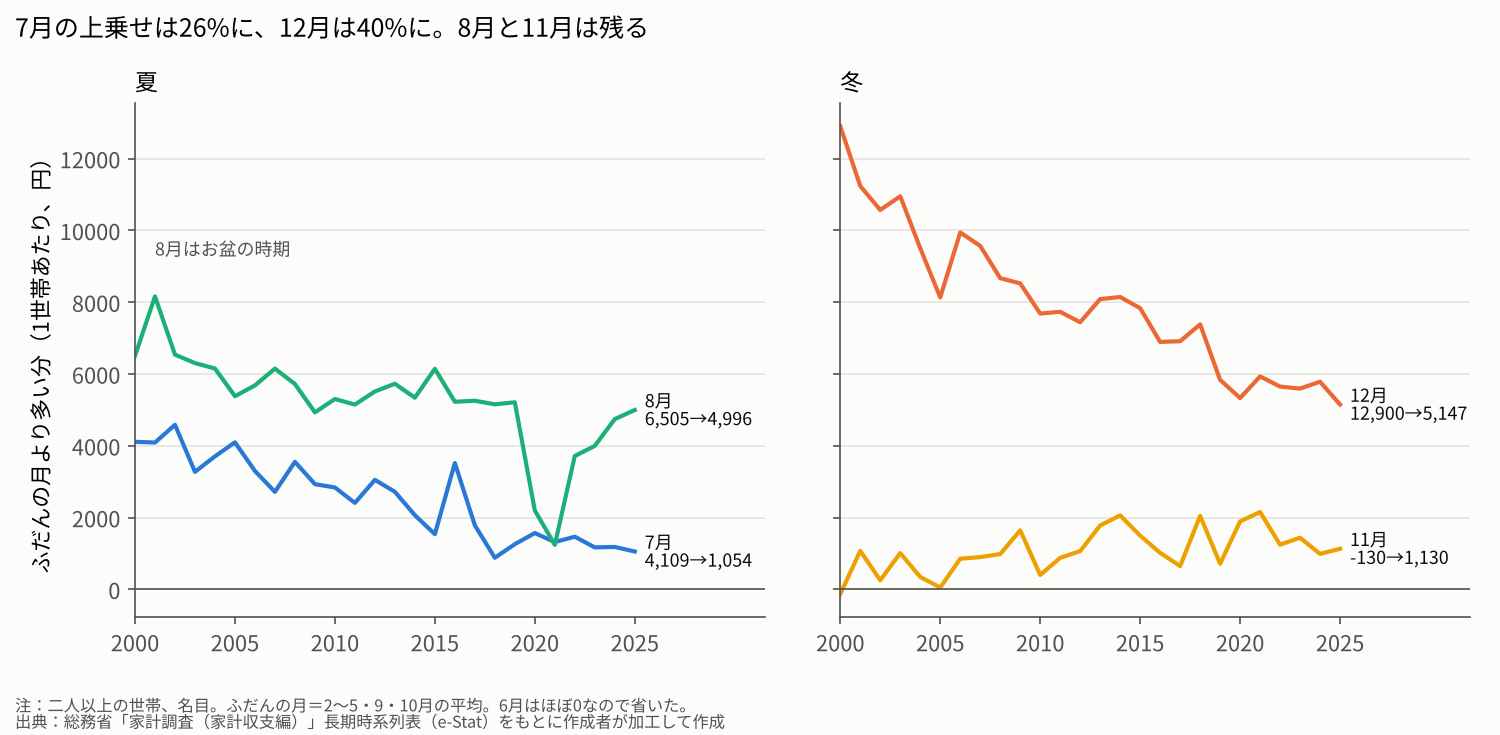 7月の上乗せは26%に、12月は40%に。8月と11月は残る
夏
冬
ふだんの月より多い分（1世帯あたり、円）
12000
10000
8000
6000
4000
2000
0
8月はお盆の時期
8月
6,505→4,996
7月
4,109→1,054
12月
12,900→5,147
11月
-130→1,130
2000 2005 2010 2015 2020 2025
2000 2005 2010 2015 2020 2025
注：二人以上の世帯、名目。ふだんの月＝2〜5・9・10月の平均。6月はほぼ0なので省いた。
出典：総務省「家計調査（家計収支編）」長期時系列表（e-Stat）をもとに作成者が加工して作成